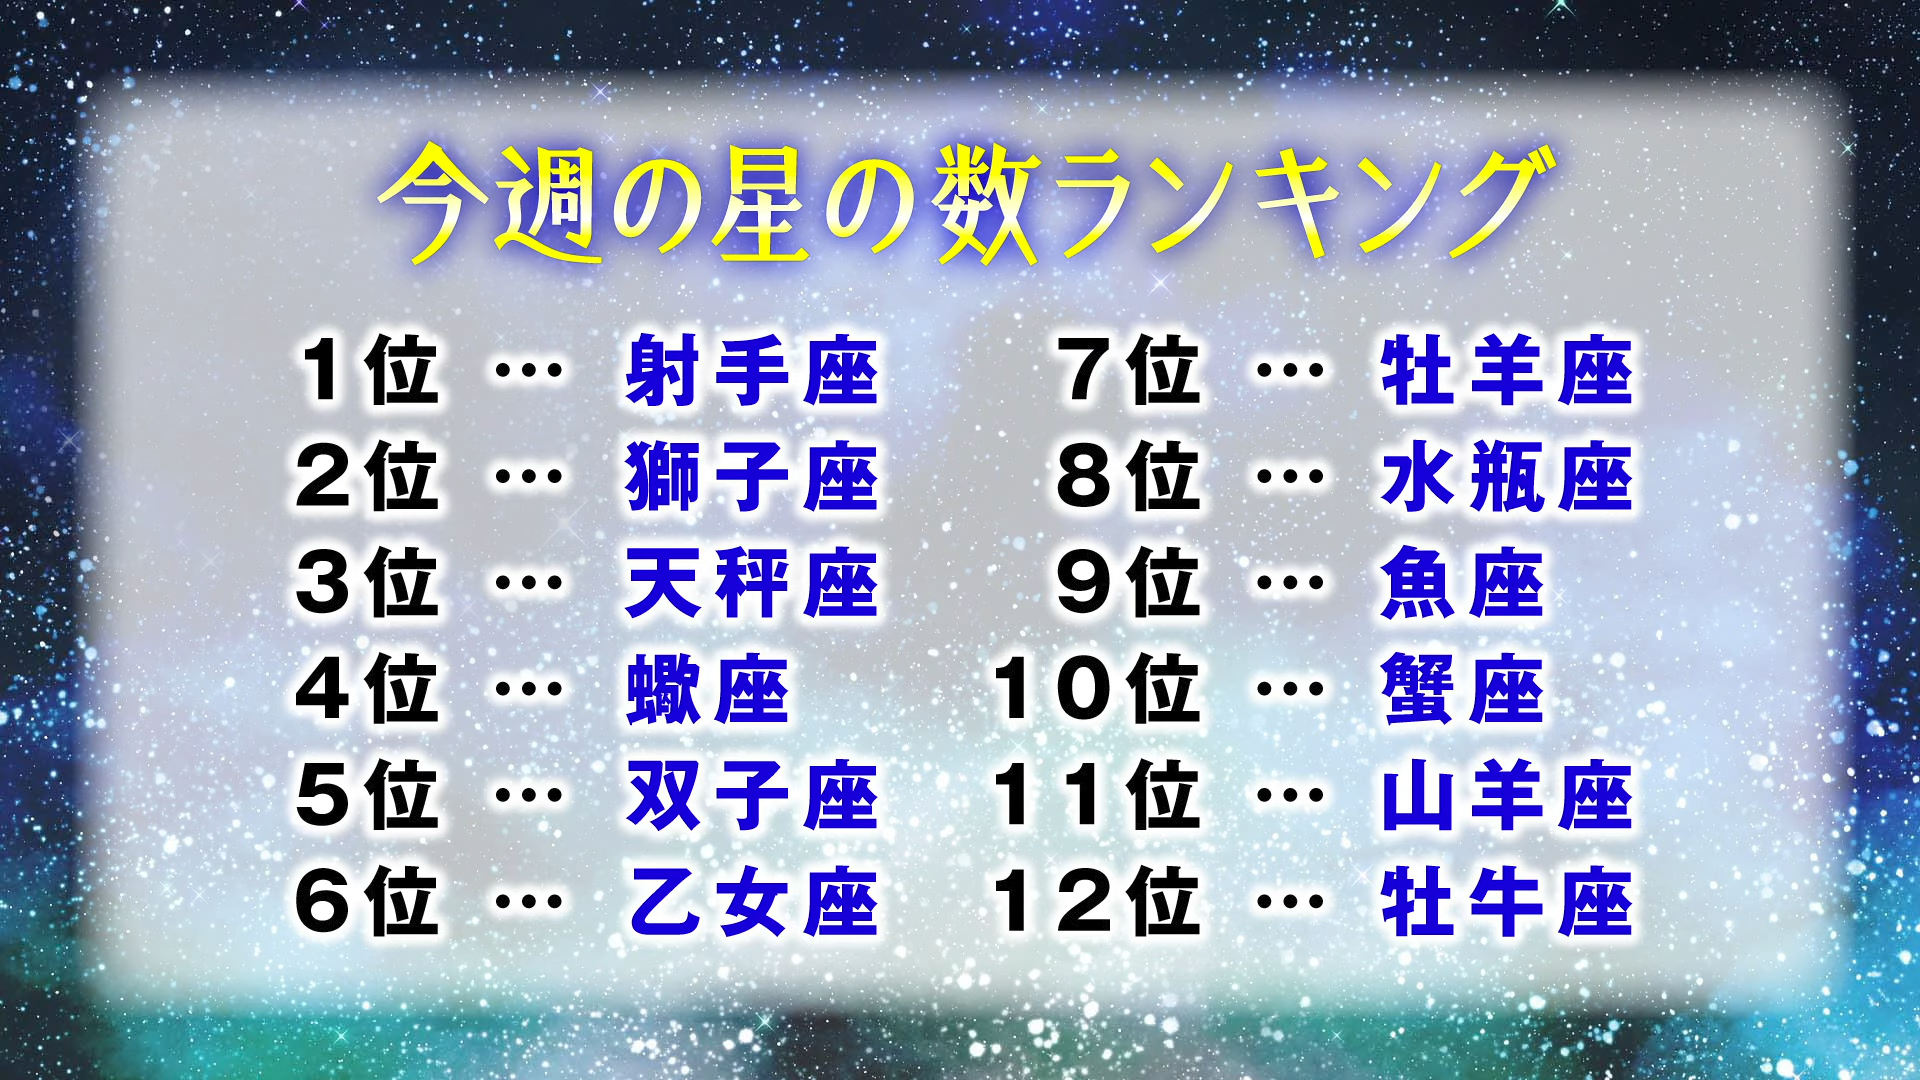 今週の星の数ランキング
1位 … 射手座
2位 … 獅子座
3位 … 天秤座
4位 … 蠍座
5位 … 双子座
6位 … 乙女座
7位 … 牡羊座
8位 … 水瓶座
9位 … 魚座
10位 … 蟹座
11位 … 山羊座
12位 … 牡牛座